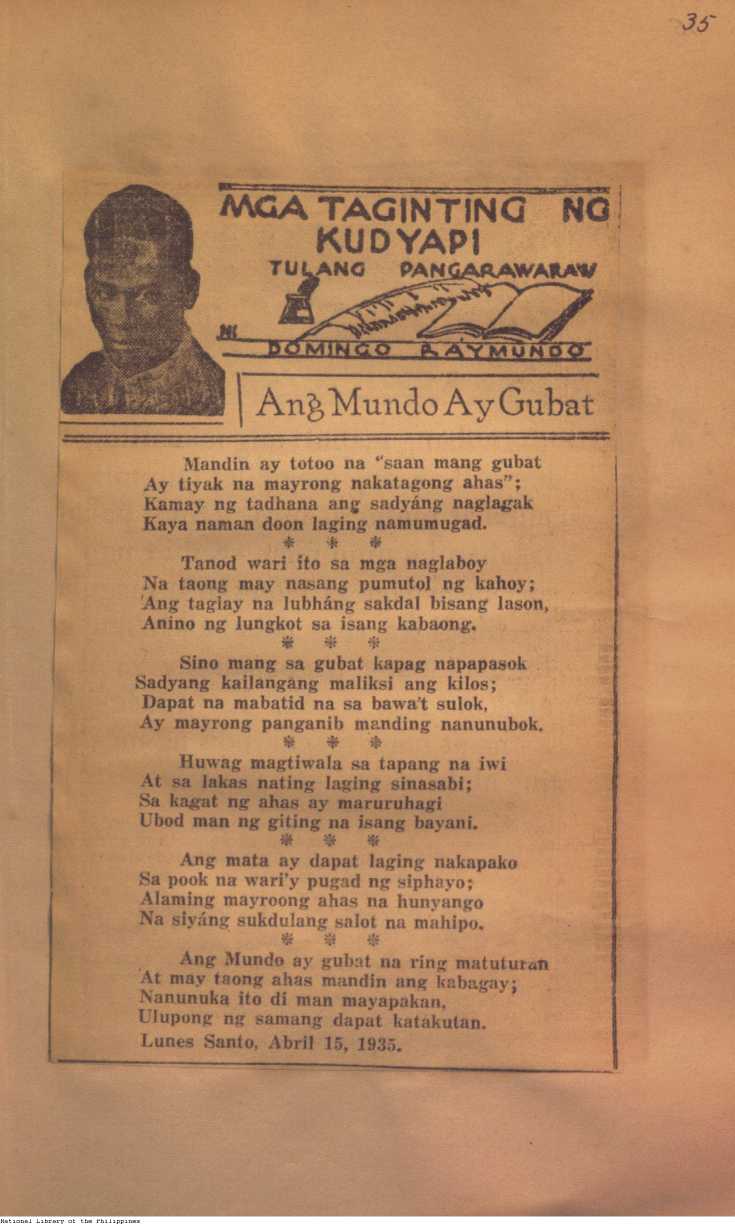 35
MGA TAGINTING NG
KUDYAPI
TULANG PANGARAWARAW
NI
DOMINGO RAYMUNDO
Ang Mundo Ay Gubat
Mandin ay totoo na "saan mang gubat
Ay tiyak na mayrong nakatagong ahas";
Kamay ng tadhana ang sadyáng naglagak
Kaya naman doon laging namumugad.
* * *
Tanod wari ito sa mga naglaboy
Na taong may nasang pumutol ng kahoy;
Ang taglay na lubháng sakdal bisang lason,
Anino ng lungkot sa isang kabaong.
* * *
Sino mang sa gubat kapag napapasok
Sadyang kailangang maliksi ang kilos;
Dapat na mabatid na sa bawa't sulok,
Ay mayrong panganib manding nanunubok.
* * *
Huwag magtiwala sa tapang na iwi
At sa lakas nating laging sinasabi;
Sa kagat ng ahas ay maruruhagi
Ubod man ng giting na isang bayani.
* * *
Ang mata ay dapat laging nakapako
Sa pook na wari'y pugad ng siphayo;
Alaming mayroong ahas na hunyango
Na siyáng sukdulang salot na mahipo.
* * *
Ang Mundo ay gubat na ring matuturan
At may taong ahas mandin ang kabagay;
Nanunuka ito di man mayapakan,
Ulupong ng samang dapat katakutan.
Lunes Santo, Abril 15, 1935.
National Library of the Philippines